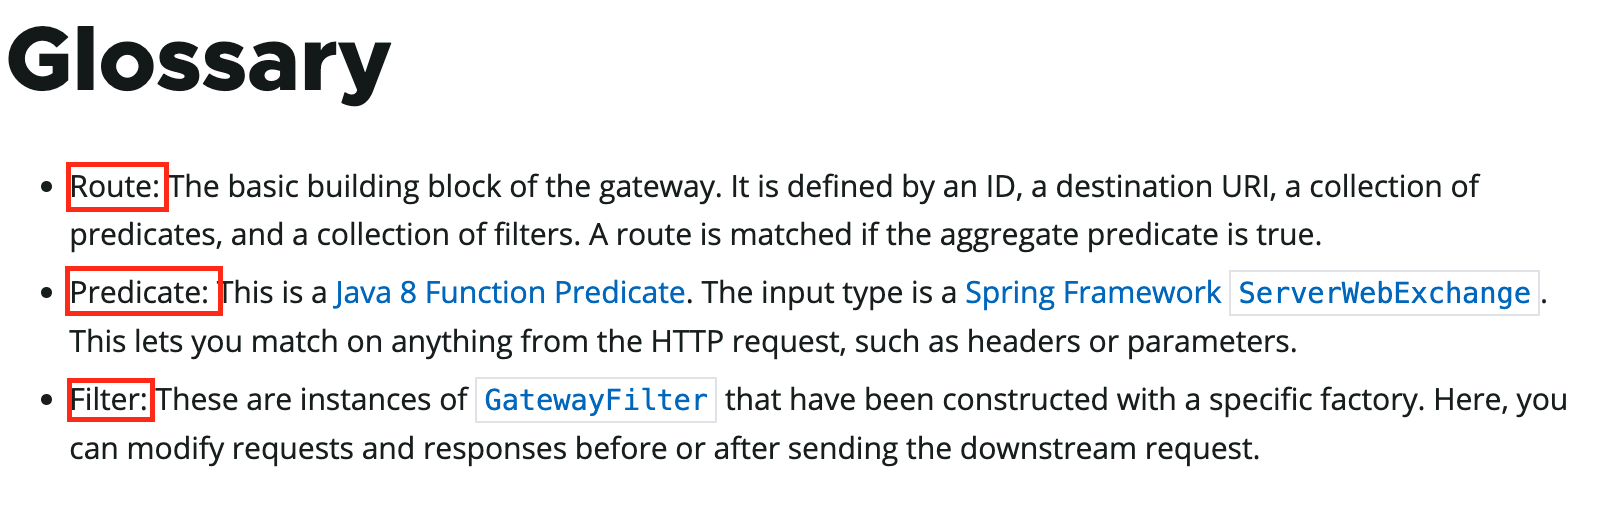 Glossary
Route: The basic building block of the gateway. It is defined by an ID, a destination URI, a collection of
predicates, and a collection of filters. A route is matched if the aggregate predicate is true.
Predicate: This is a Java 8 Function Predicate. The input type is a Spring Framework ServerWebExchange.
This lets you match on anything from the HTTP request, such as headers or parameters.
Filter: These are instances of GatewayFilter that have been constructed with a specific factory. Here, you
can modify requests and responses before or after sending the downstream request.